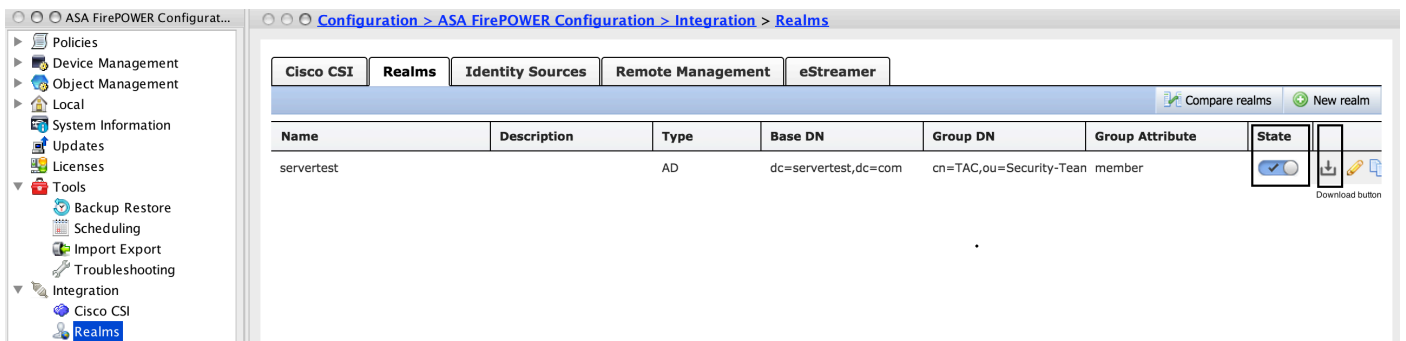 ASA FirePOWER Configurat...
Policies
Device Management
Object Management
Local
System Information
Updates
Licenses
Tools
Backup Restore
Scheduling
Import Export
Troubleshooting
Integration
Cisco CSI
Realms
Configuration > ASA FirePOWER Configuration > Integration > Realms
Cisco CSI Realms Identity Sources Remote Management eStreamer
Compare realms New realm
Name Description Type Base DN Group DN Group Attribute State
servertest AD dc=servertest,dc=com cn=TAC,ou=Security-Tean member
Download button